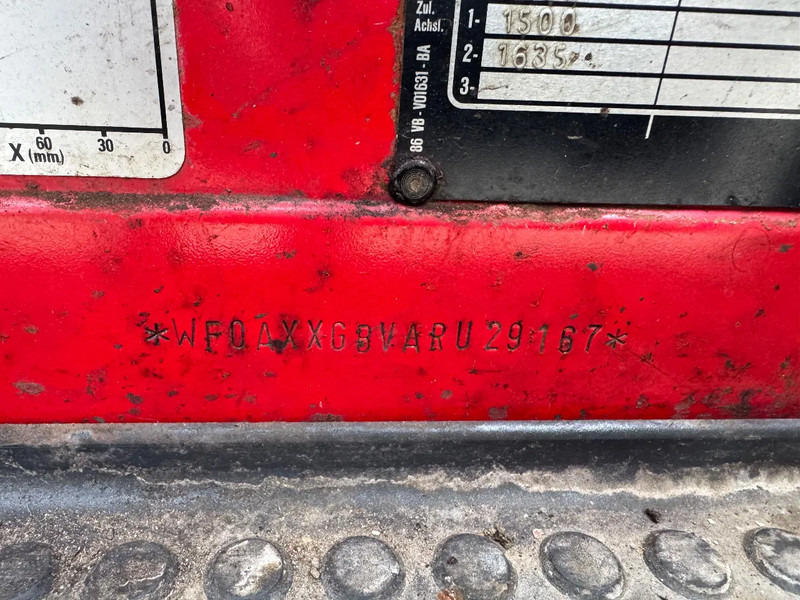 Zul.
Achsl.
1- 1500
2- 1635
3-
86 VB - V01631 - BA
60 30 0
X (mm)
*WF0AXXGBVARU29167*